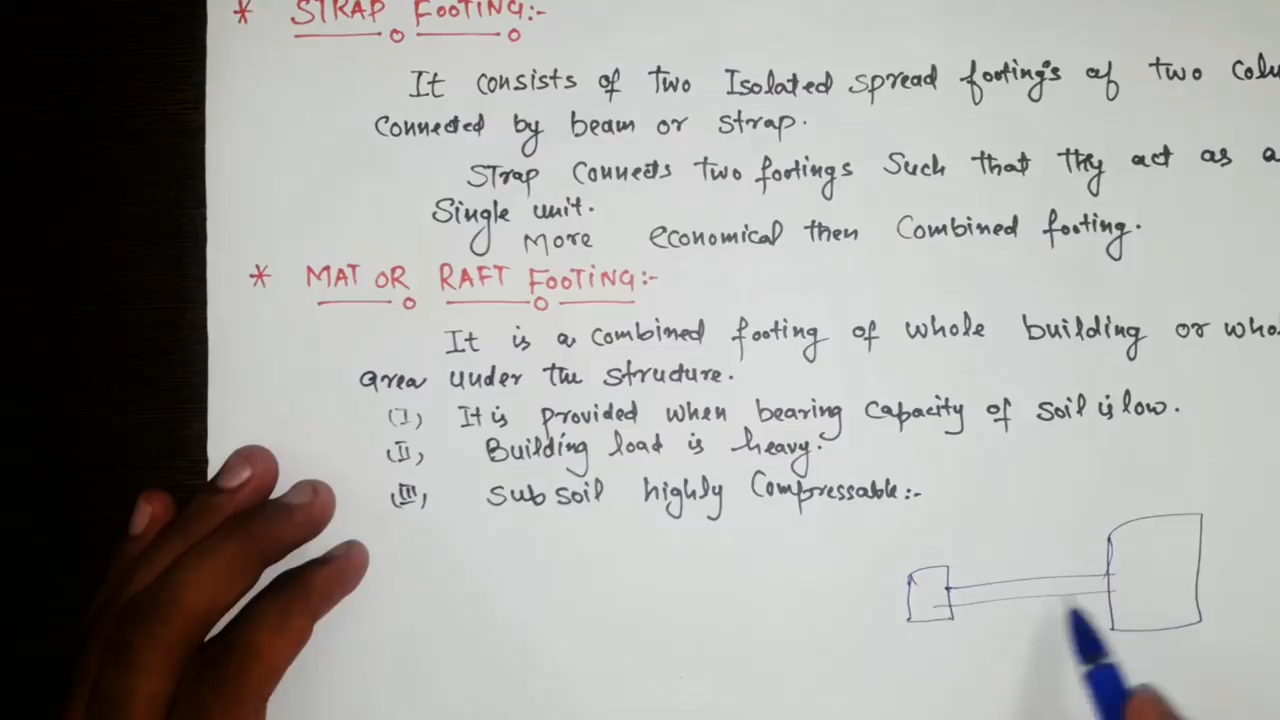 * STRAP FOOTING:-
It consists of two Isolated spread footing's of two Colu
Connected by beam or strap.
STrap Connects two footings Such that they act as a
Single unit.
More economical then Combined footing.
* MAT OR RAFT FOOTING:-
It is a Combined footing of whole building or who
area under the structure.
(I) It is provided when bearing Capacity of soil is low.
(II) Building load is heavy.
(III) Sub soil highly Compressable:-